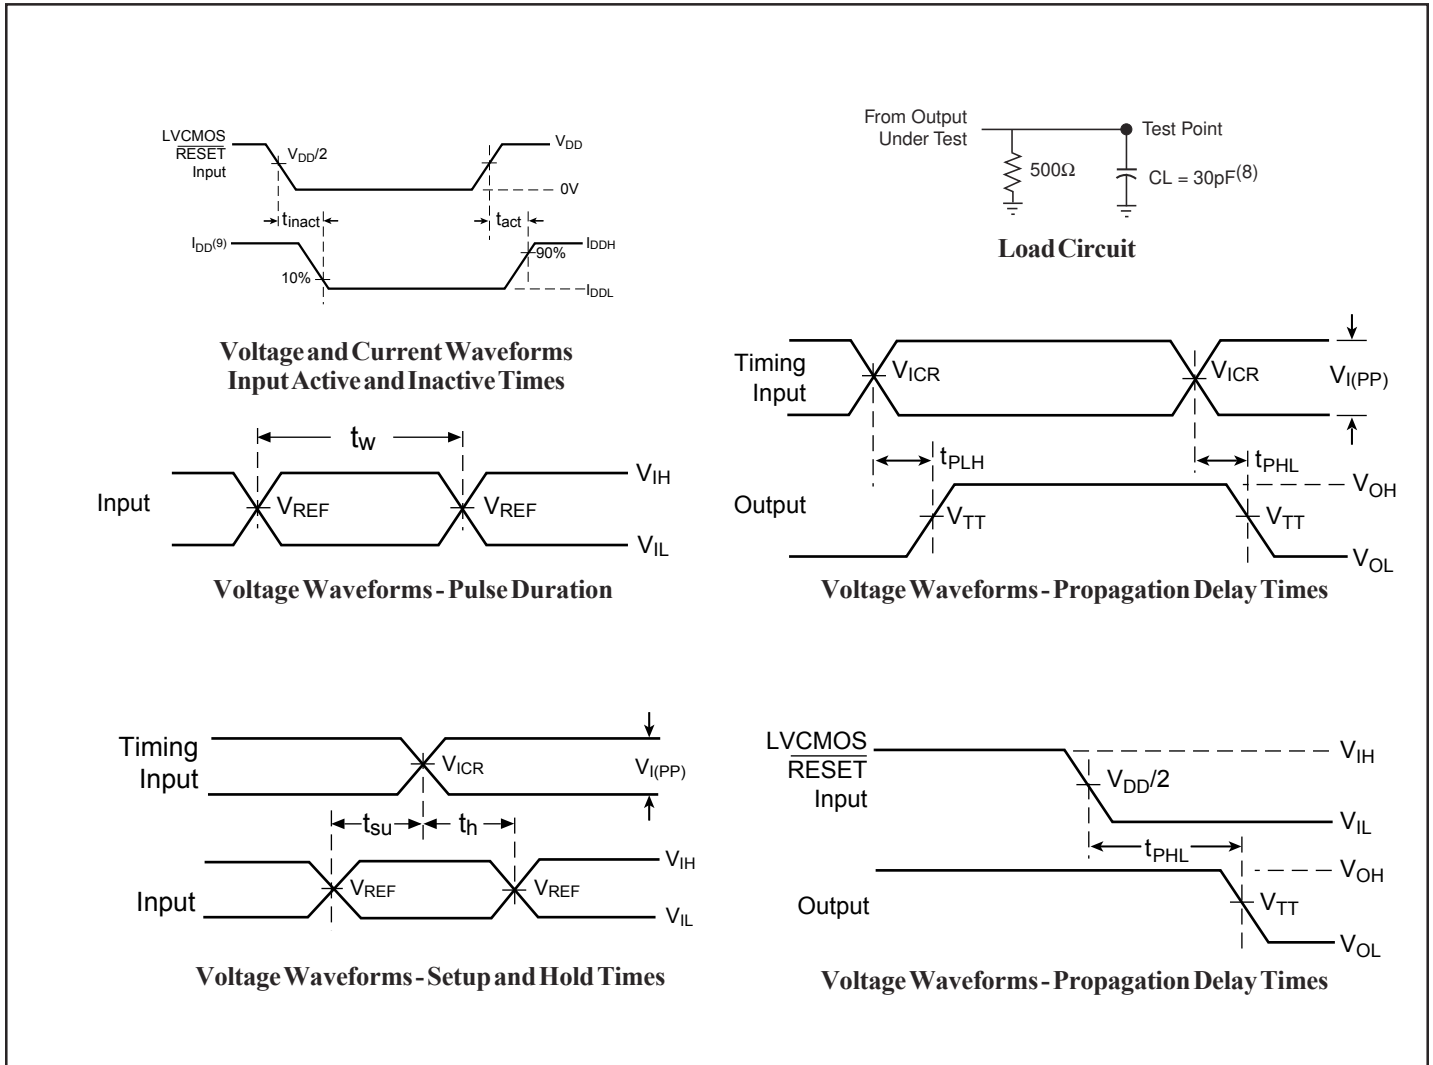 LVCMOS
RESET
Input
VDD/2
VDD
0V
tinact
tact
IDD(9)
IDDH
90%
10%
IDDL
Voltage and Current Waveforms
Input Active and Inactive Times
From Output
Under Test
Test Point
500Ω
CL = 30pF(8)
Load Circuit
tW
Input
VREF
VREF
VIH
VIL
Voltage Waveforms - Pulse Duration
Timing
Input
VICR
VICR
VI(PP)
tPLH
tPHL
Output
VTT
VTT
VOH
VOL
Voltage Waveforms - Propagation Delay Times
Timing
Input
VICR
VI(PP)
tsu
th
Input
VREF
VREF
VIH
VIL
Voltage Waveforms - Setup and Hold Times
LVCMOS
RESET
Input
VDD/2
VIH
VIL
tPHL
Output
VOH
VTT
VOL
Voltage Waveforms - Propagation Delay Times